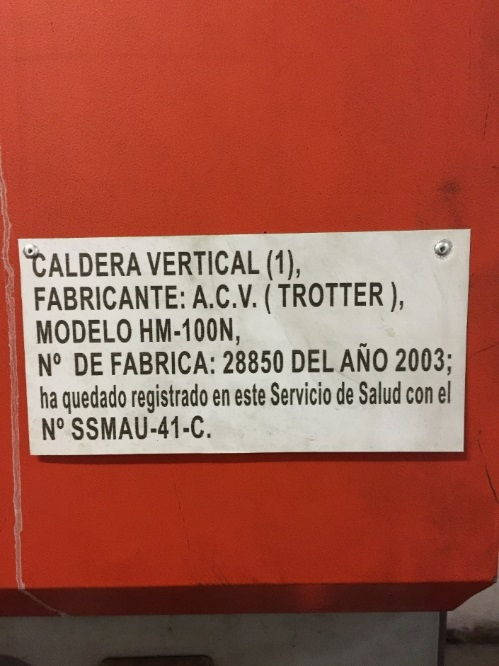 CALDERA VERTICAL (1),
FABRICANTE: A.C.V. ( TROTTER ),
MODELO HM-100N,
Nº DE FABRICA: 28850 DEL AÑO 2003;
ha quedado registrado en este Servicio de Salud con el
Nº SSMAU-41-C.